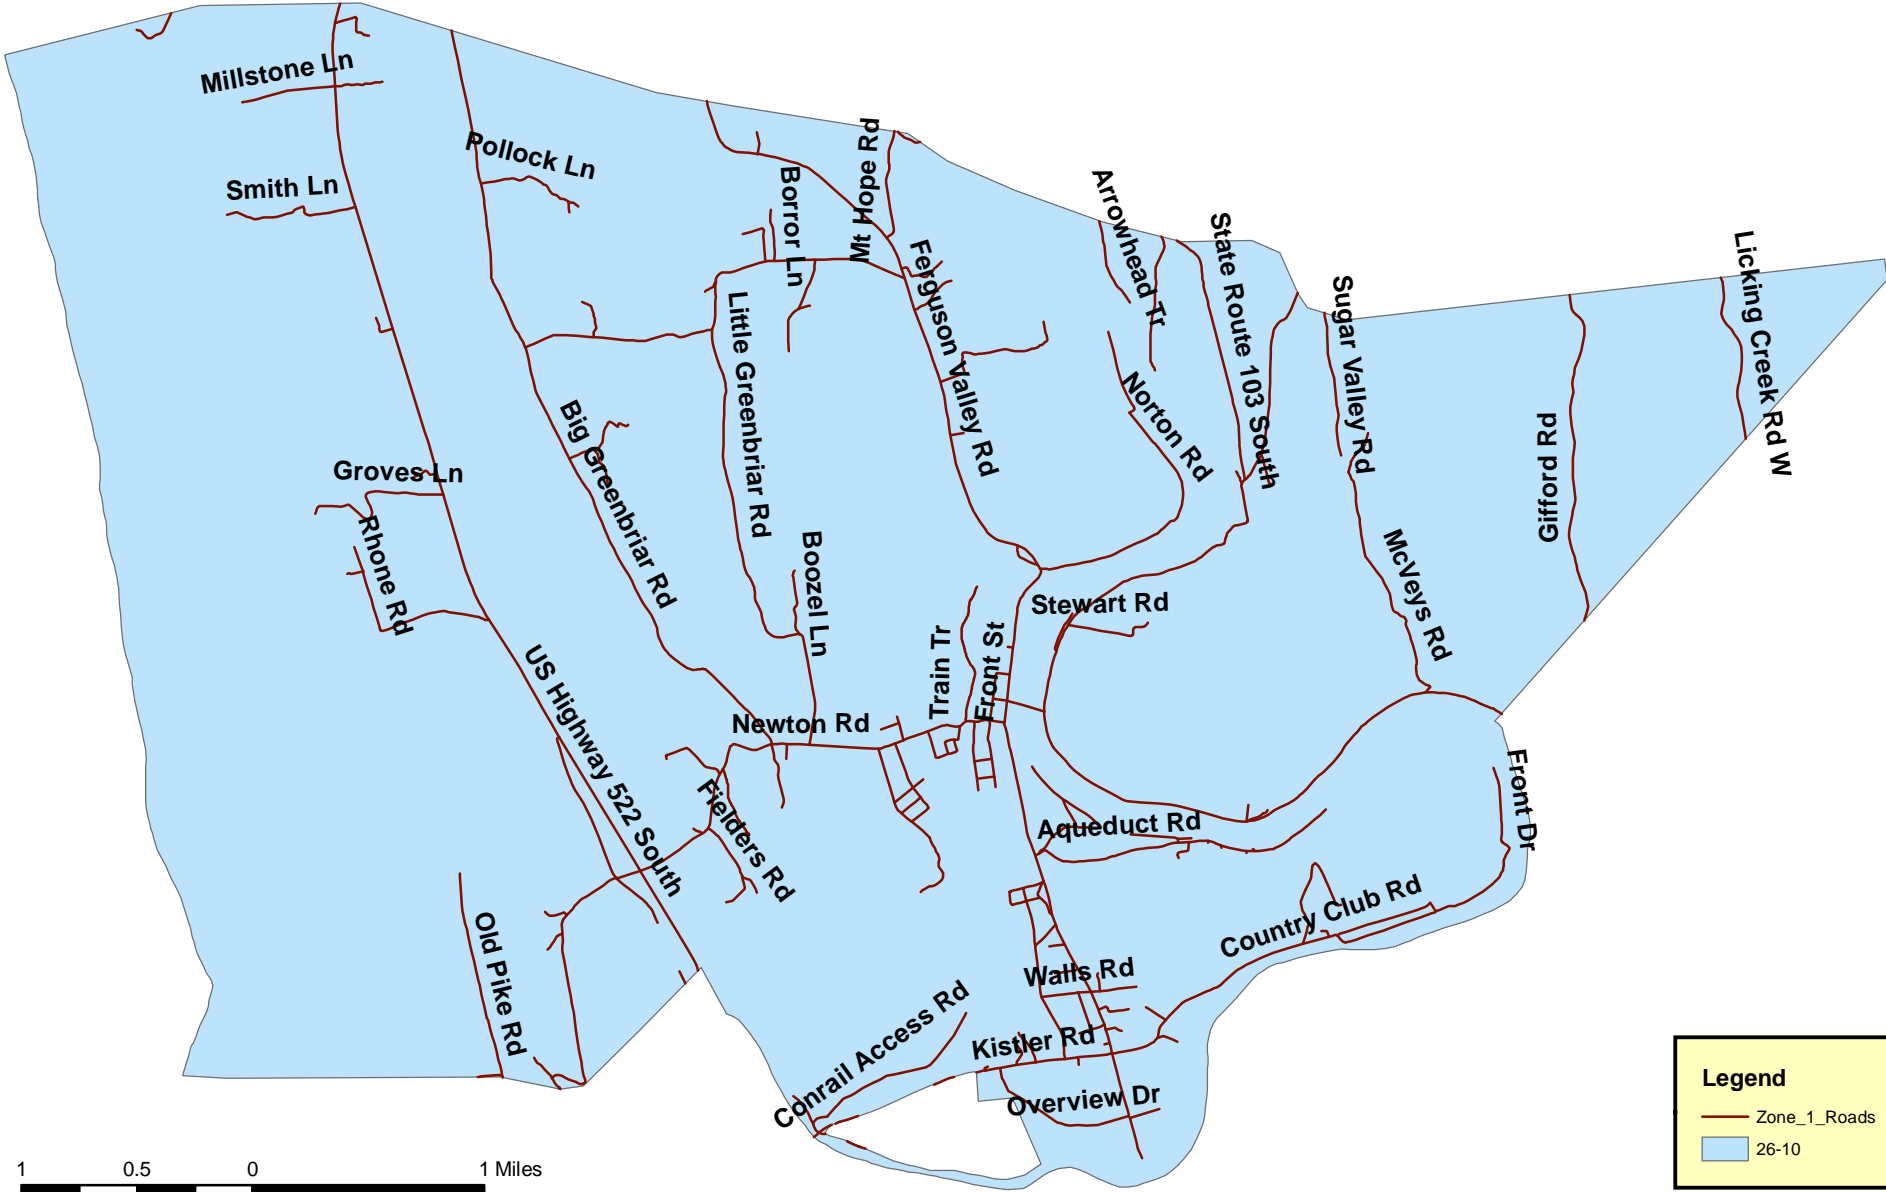 Millstone Ln
Pollock Ln
Smith Ln
Borror Ln
Mt Hope Rd
Arrowhead Tr
State Route 103 South
Ferguson Valley Rd
Licking Creek Rd W
Sugar Valley Rd
Little Greenbriar Rd
Norton Rd
Big Greenbriar Rd
Gifford Rd
Groves Ln
Rhone Rd
Boozel Ln
McVeys Rd
Stewart Rd
Train Tr
Front St
US Highway 522 South
Newton Rd
Fielders Rd
Aqueduct Rd
Front Dr
Country Club Rd
Old Pike Rd
Walls Rd
Conrail Access Rd
Kistler Rd
Overview Dr
Legend
Zone_1_Roads
26-10
1 0.5 0 1 Miles